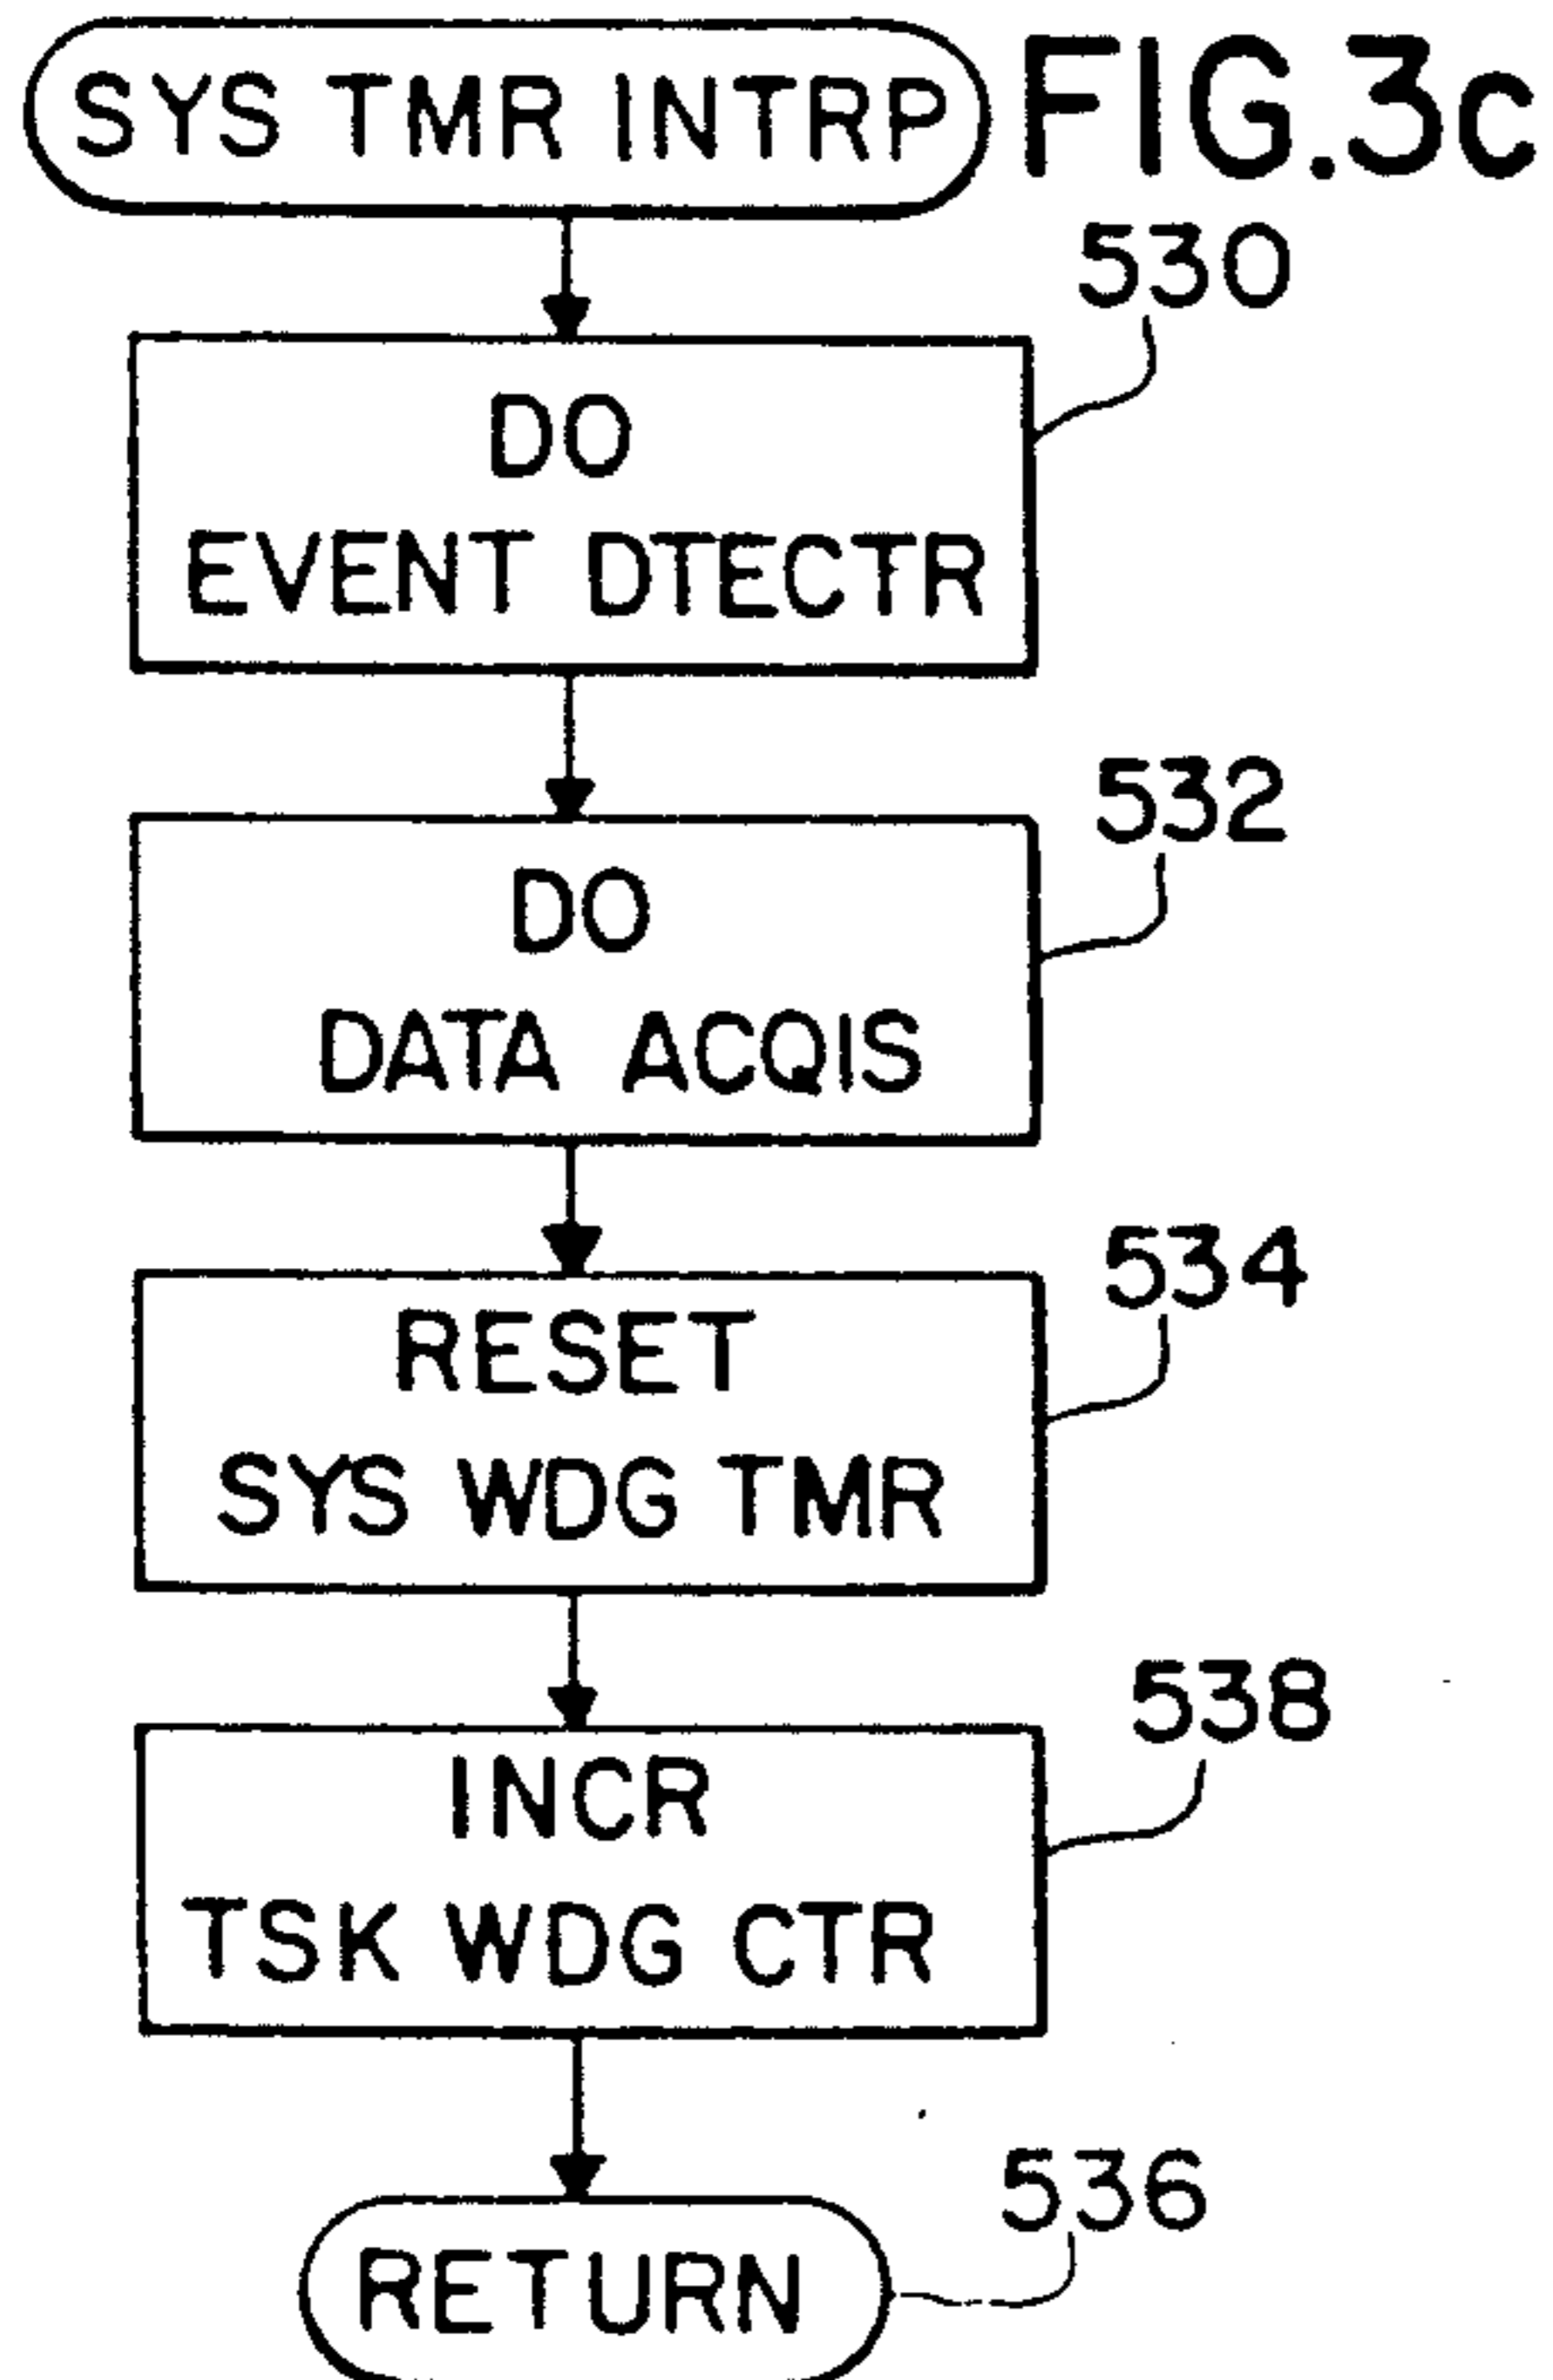 SYS TMR INTRP
FIG.3c
530
DO
EVENT DTECTR
532
DO
DATA ACQIS
534
RESET
SYS WDG TMR
538
INCR
TSK WDG CTR
536
RETURN